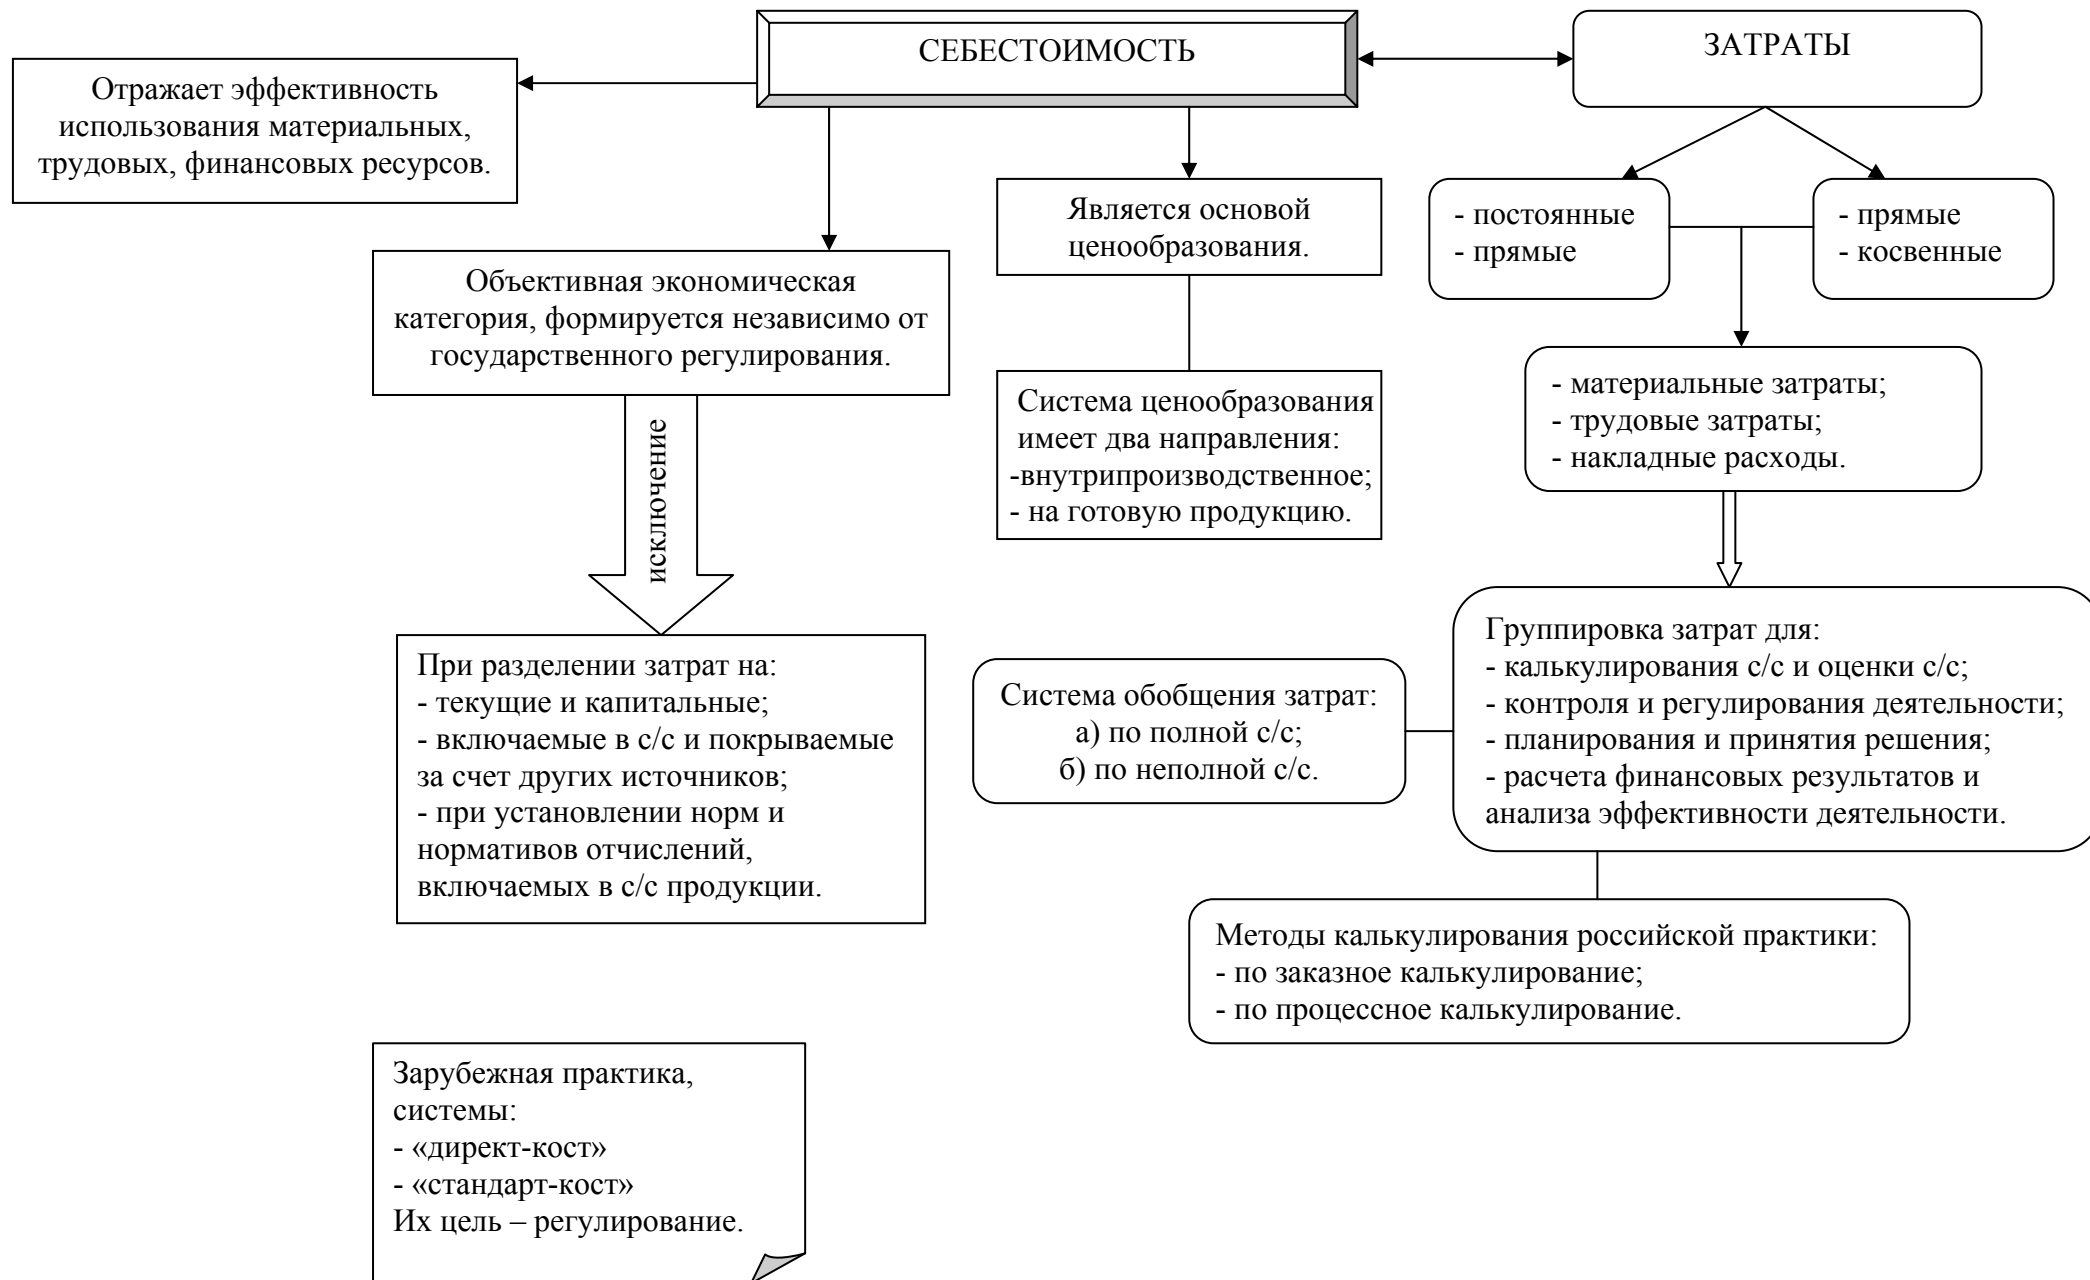 СЕБЕСТОИМОСТЬ
ЗАТРАТЫ
Отражает эффективность
использования материальных,
трудовых, финансовых ресурсов.
Объективная экономическая
категория, формируется независимо от
государственного регулирования.
Является основой
ценообразования.
- постоянные
- прямые
- прямые
- косвенные
исключение
Система ценообразования
имеет два направления:
-внутрипроизводственное;
- на готовую продукцию.
- материальные затраты;
- трудовые затраты;
- накладные расходы.
При разделении затрат на:
- текущие и капитальные;
- включаемые в с/с и покрываемые
за счет других источников;
- при установлении норм и
нормативов отчислений,
включаемых в с/с продукции.
Система обобщения затрат:
а) по полной с/с;
б) по неполной с/с.
Группировка затрат для:
- калькулирования с/с и оценки с/с;
- контроля и регулирования деятельности;
- планирования и принятия решения;
- расчета финансовых результатов и
анализа эффективности деятельности.
Методы калькулирования российской практики:
- по заказное калькулирование;
- по процессное калькулирование.
Зарубежная практика,
системы:
- «директ-кост»
- «стандарт-кост»
Их цель – регулирование.